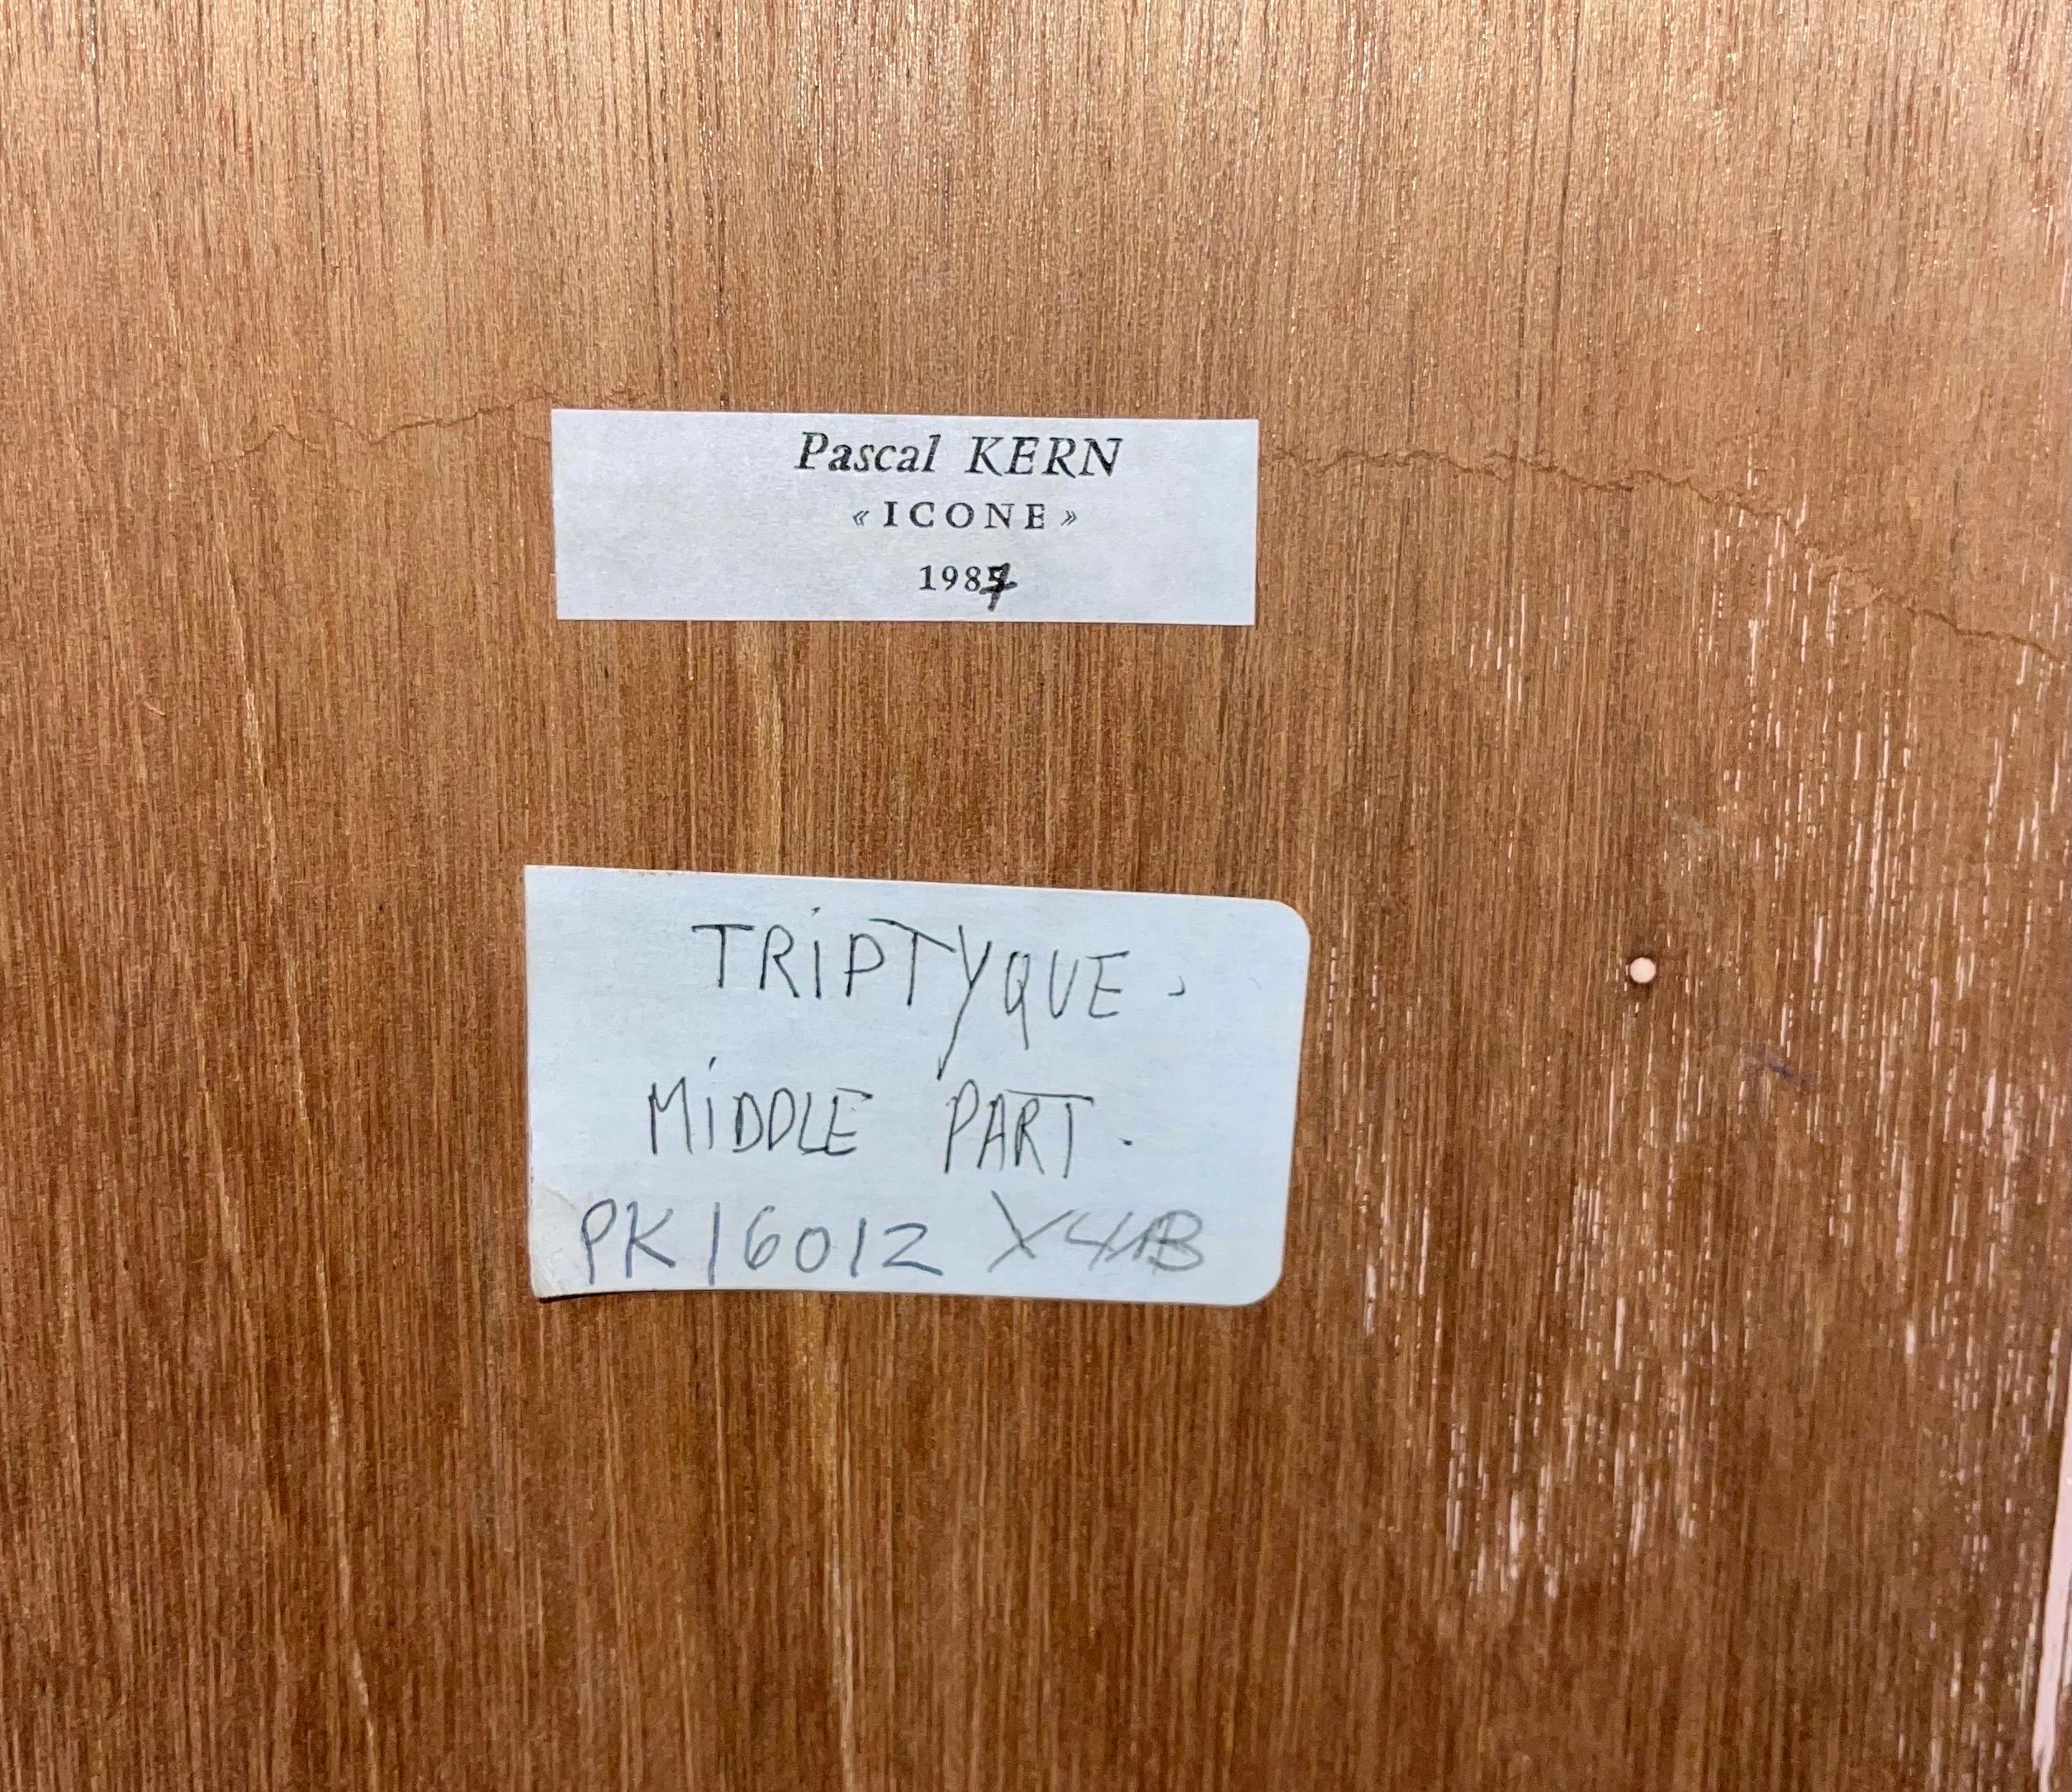 Pascal KERN
« ICONE »
1987
TRIPTYQUE.
MIDDLE PART.
PK16012